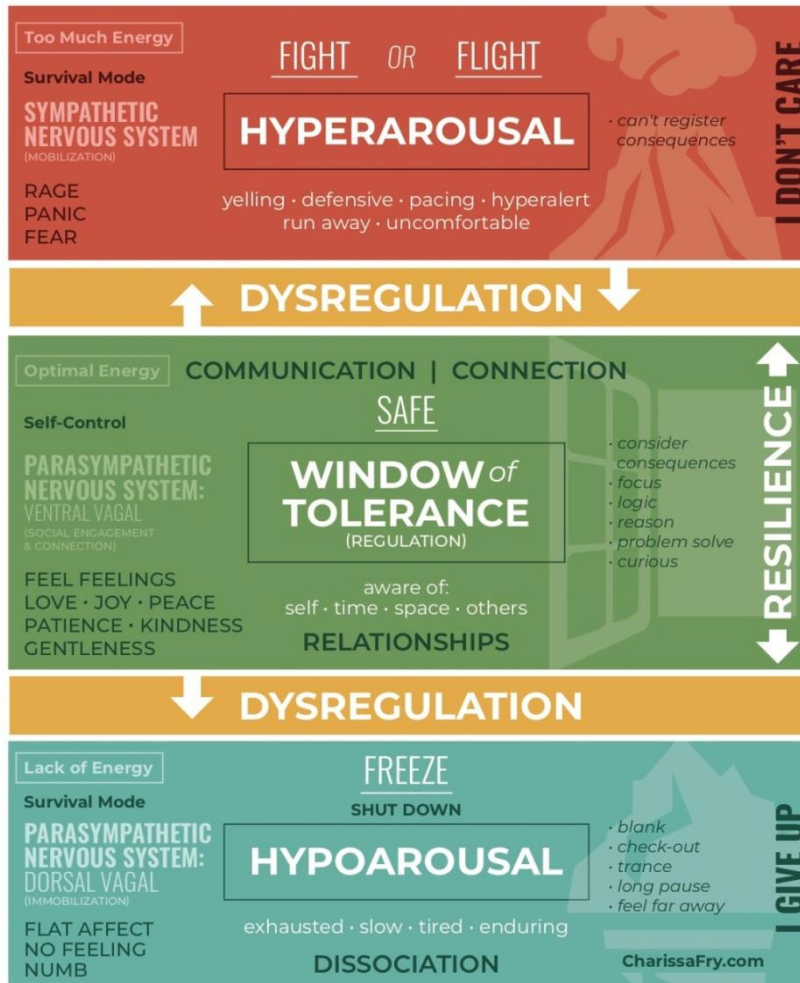 Too Much Energy
Survival Mode
SYMPATHETIC
NERVOUS SYSTEM
(MOBILIZATION)
RAGE
PANIC
FEAR
FIGHT OR FLIGHT
HYPERAROUSAL
yelling · defensive · pacing · hyperalert
run away · uncomfortable
· can't register
consequences
I DON'T CARE
DYSREGULATION
Optimal Energy
COMMUNICATION | CONNECTION
Self-Control
PARASYMPATHETIC
NERVOUS SYSTEM:
VENTRAL VAGAL
(SOCIAL ENGAGEMENT
& CONNECTION)
FEEL FEELINGS
LOVE · JOY · PEACE
PATIENCE · KINDNESS
GENTLENESS
SAFE
WINDOW of
TOLERANCE
(REGULATION)
aware of:
self · time · space · others
RELATIONSHIPS
· consider
consequences
· focus
· logic
· reason
· problem solve
· curious
RESILIENCE
DYSREGULATION
Lack of Energy
Survival Mode
PARASYMPATHETIC
NERVOUS SYSTEM:
DORSAL VAGAL
(IMMOBILIZATION)
FLAT AFFECT
NO FEELING
NUMB
FREEZE
SHUT DOWN
HYPOAROUSAL
exhausted · slow · tired · enduring
DISSOCIATION
· blank
· check-out
· trance
· long pause
· feel far away
I GIVE UP
CharissaFry.com